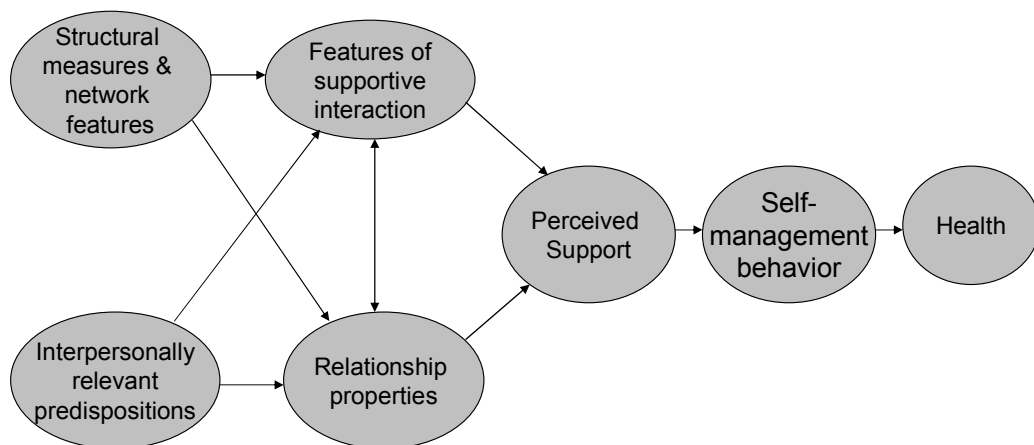 Structural
measures &
network
features
Features of
supportive
interaction
Perceived
Support
Self-
management
behavior
Health
Interpersonally
relevant
predispositions
Relationship
properties